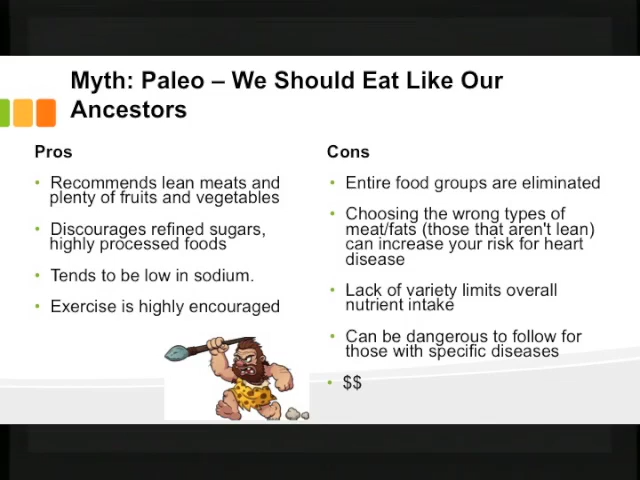 Myth: Paleo – We Should Eat Like Our
Ancestors
Pros
• Recommends lean meats and
plenty of fruits and vegetables
• Discourages refined sugars,
highly processed foods
• Tends to be low in sodium.
• Exercise is highly encouraged
Cons
• Entire food groups are eliminated
• Choosing the wrong types of
meat/fats (those that aren't lean)
can increase your risk for heart
disease
• Lack of variety limits overall
nutrient intake
• Can be dangerous to follow for
those with specific diseases
• $$